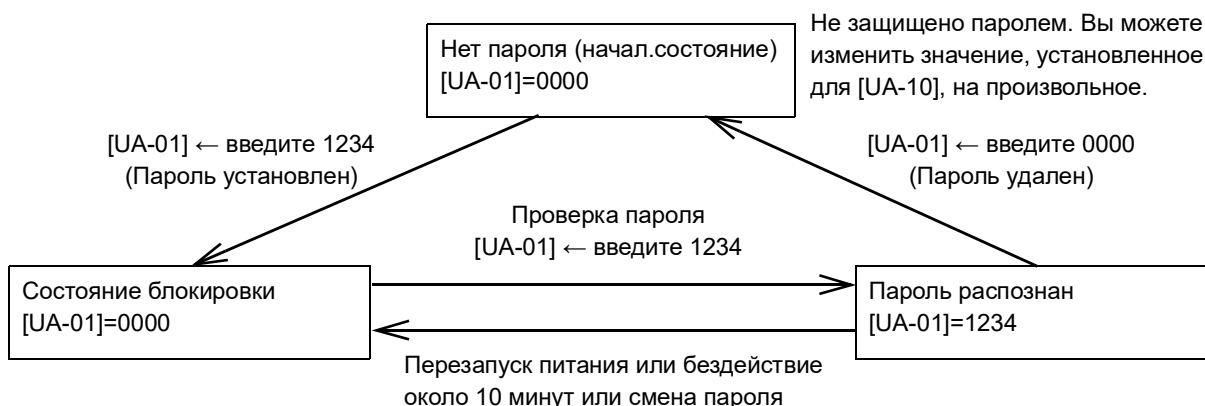 Нет пароля (начал.состояние)
[UA-01]=0000
Не защищено паролем. Вы можете
изменить значение, установленное
для [UA-10], на произвольное.
[UA-01] ← введите 1234
(Пароль установлен)
[UA-01] ← введите 0000
(Пароль удален)
Проверка пароля
[UA-01] ← введите 1234
Состояние блокировки
[UA-01]=0000
Пароль распознан
[UA-01]=1234
Перезапуск питания или бездействие
около 10 минут или смена пароля